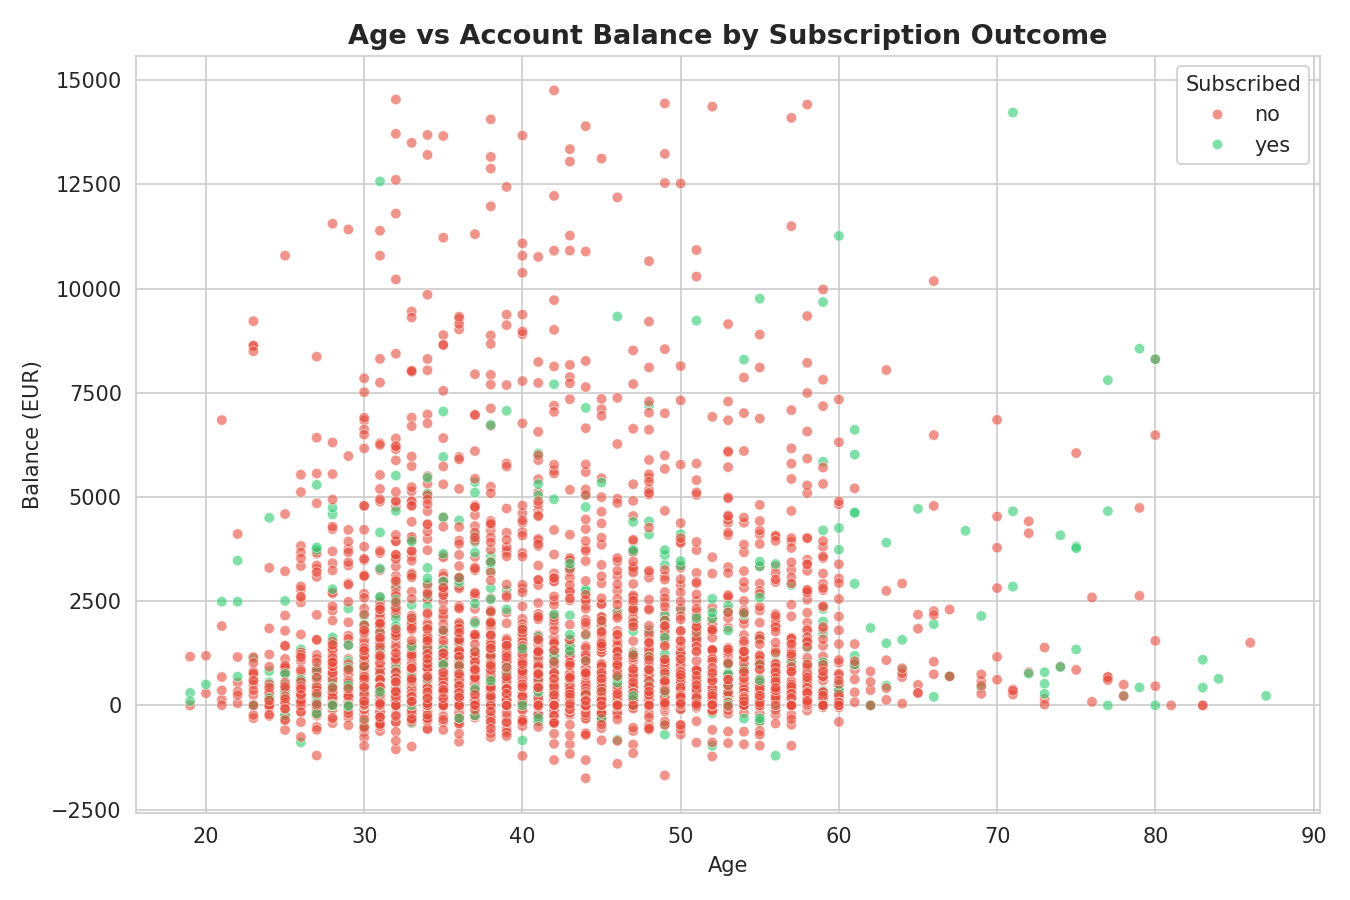 Age vs Account Balance by Subscription Outcome
Subscribed
no
yes
Balance (EUR)
15000
12500
10000
7500
5000
2500
0
−2500
20 30 40 50 60 70 80 90
Age